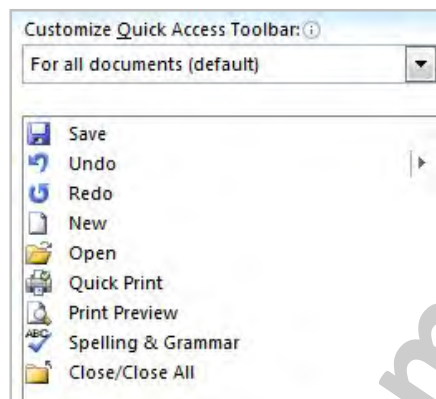 Customize Quick Access Toolbar:
For all documents (default)
Save
Undo
Redo
New
Open
Quick Print
Print Preview
ABC
Spelling & Grammar
Close/Close All